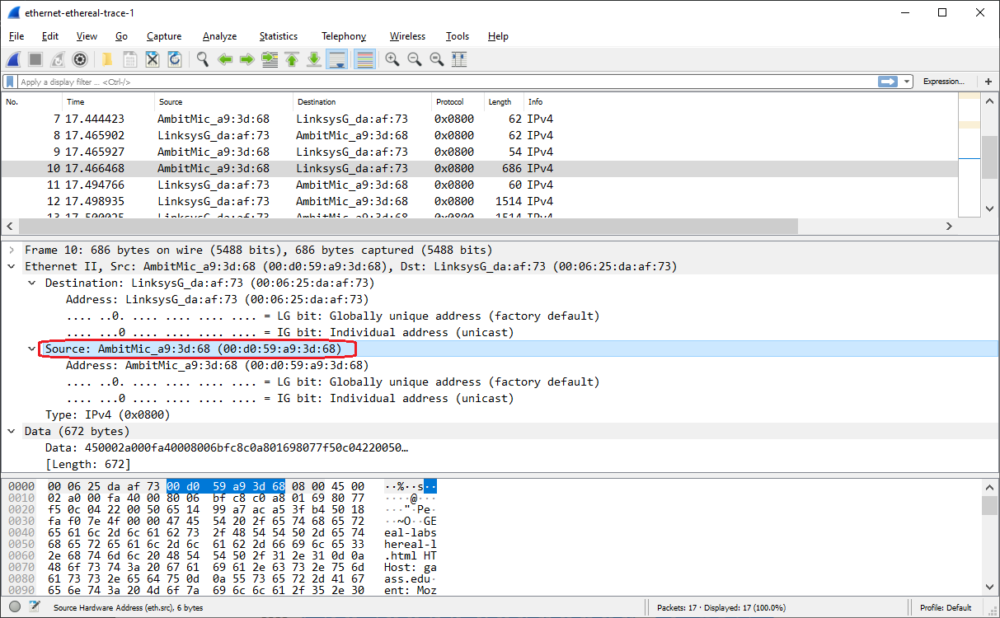 ethernet-ethereal-trace-1
File Edit View Go Capture Analyze Statistics Telephony Wireless Tools Help
Apply a display filter ... <Ctrl-/> Expression... +
No. Time Source Destination Protocol Length Info
7 17.444423 AmbitMic_a9:3d:68 LinksysG_da:af:73 0x0800 62 IPv4
8 17.465902 LinksysG_da:af:73 AmbitMic_a9:3d:68 0x0800 62 IPv4
9 17.465927 AmbitMic_a9:3d:68 LinksysG_da:af:73 0x0800 54 IPv4
10 17.466468 AmbitMic_a9:3d:68 LinksysG_da:af:73 0x0800 686 IPv4
11 17.494766 LinksysG_da:af:73 AmbitMic_a9:3d:68 0x0800 60 IPv4
12 17.498935 LinksysG_da:af:73 AmbitMic_a9:3d:68 0x0800 1514 IPv4
13 17.500025 LinksysG_da:af:73 AmbitMic_a9:3d:68 0x0800 1514 IPv4
Frame 10: 686 bytes on wire (5488 bits), 686 bytes captured (5488 bits)
Ethernet II, Src: AmbitMic_a9:3d:68 (00:d0:59:a9:3d:68), Dst: LinksysG_da:af:73 (00:06:25:da:af:73)
Destination: LinksysG_da:af:73 (00:06:25:da:af:73)
Address: LinksysG_da:af:73 (00:06:25:da:af:73)
.... ..0. .... .... .... .... = LG bit: Globally unique address (factory default)
.... ...0 .... .... .... .... = IG bit: Individual address (unicast)
Source: AmbitMic_a9:3d:68 (00:d0:59:a9:3d:68)
Address: AmbitMic_a9:3d:68 (00:d0:59:a9:3d:68)
.... ..0. .... .... .... .... = LG bit: Globally unique address (factory default)
.... ...0 .... .... .... .... = IG bit: Individual address (unicast)
Type: IPv4 (0x0800)
Data (672 bytes)
Data: 450002a000fa40008006bfc8c0a801698077f50c04220050…
[Length: 672]
0000 00 06 25 da af 73 00 d0 59 a9 3d 68 08 00 45 00 ··%··s··
0010 02 a0 00 fa 40 00 80 06 bf c8 c0 a8 01 69 80 77 ····@···
0020 f5 0c 04 22 00 50 65 14 99 a7 ac a5 3f b4 50 18 ···"·Pe·
0030 fa f0 7e 4f 00 00 47 45 54 20 2f 65 74 68 65 72 ··~O··GE
0040 65 61 6c 2d 6c 61 62 73 2f 48 54 54 50 2d 65 74 eal-labs
0050 68 65 72 65 61 6c 2d 6c 61 62 2d 66 69 6c 65 33 hereal-l
0060 2e 68 74 6d 6c 20 48 54 54 50 2f 31 2e 31 0d 0a .html HT
0070 48 6f 73 74 3a 20 67 61 69 61 2e 63 73 2e 75 6d Host: ga
0080 61 73 73 2e 65 64 75 0d 0a 55 73 65 72 2d 41 67 ass.edu·
0090 65 6e 74 3a 20 4d 6f 7a 69 6c 6c 61 2f 35 2e 30 ent: Moz
Source Hardware Address (eth.src), 6 bytes Packets: 17 · Displayed: 17 (100.0%) Profile: Default